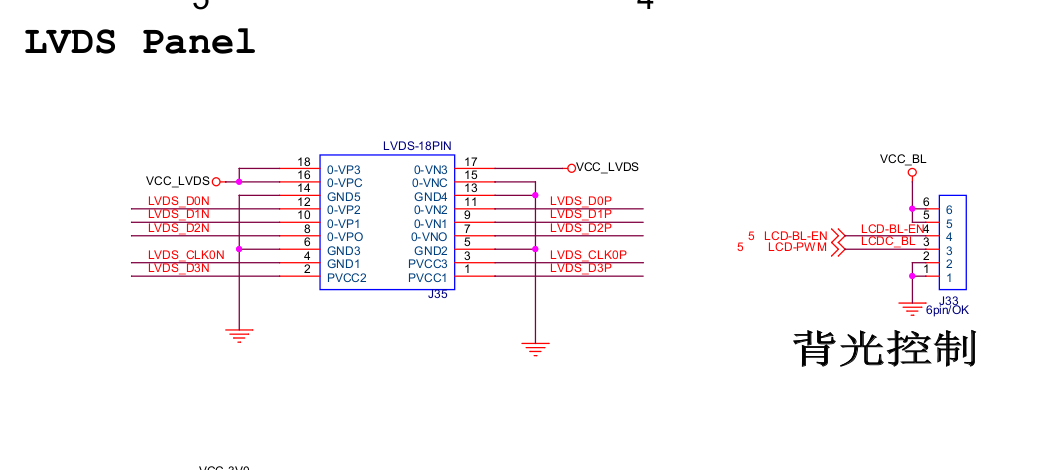 LVDS Panel
LVDS-18PIN
VCC_LVDS
18 0-VP3 0-VN3 17
VCC_LVDS
16 0-VPC 0-VNC 15
14 GND5 GND4 13
LVDS_D0N 12 0-VP2 0-VN2 11 LVDS_D0P
LVDS_D1N 10 0-VP1 0-VN1 9 LVDS_D1P
LVDS_D2N 8 0-VPO 0-VNO 7 LVDS_D2P
6 GND3 GND2 5
LVDS_CLK0N 4 GND1 PVCC3 3 LVDS_CLK0P
LVDS_D3N 2 PVCC2 PVCC1 1 LVDS_D3P
J35
VCC_BL
6 6
5 5
5 LCD-BL-EN LCD-BL-EN 4 4
5 LCD-PWM LCDC_BL 3 3
2 2
1 1
J33
6pin/OK
背光控制